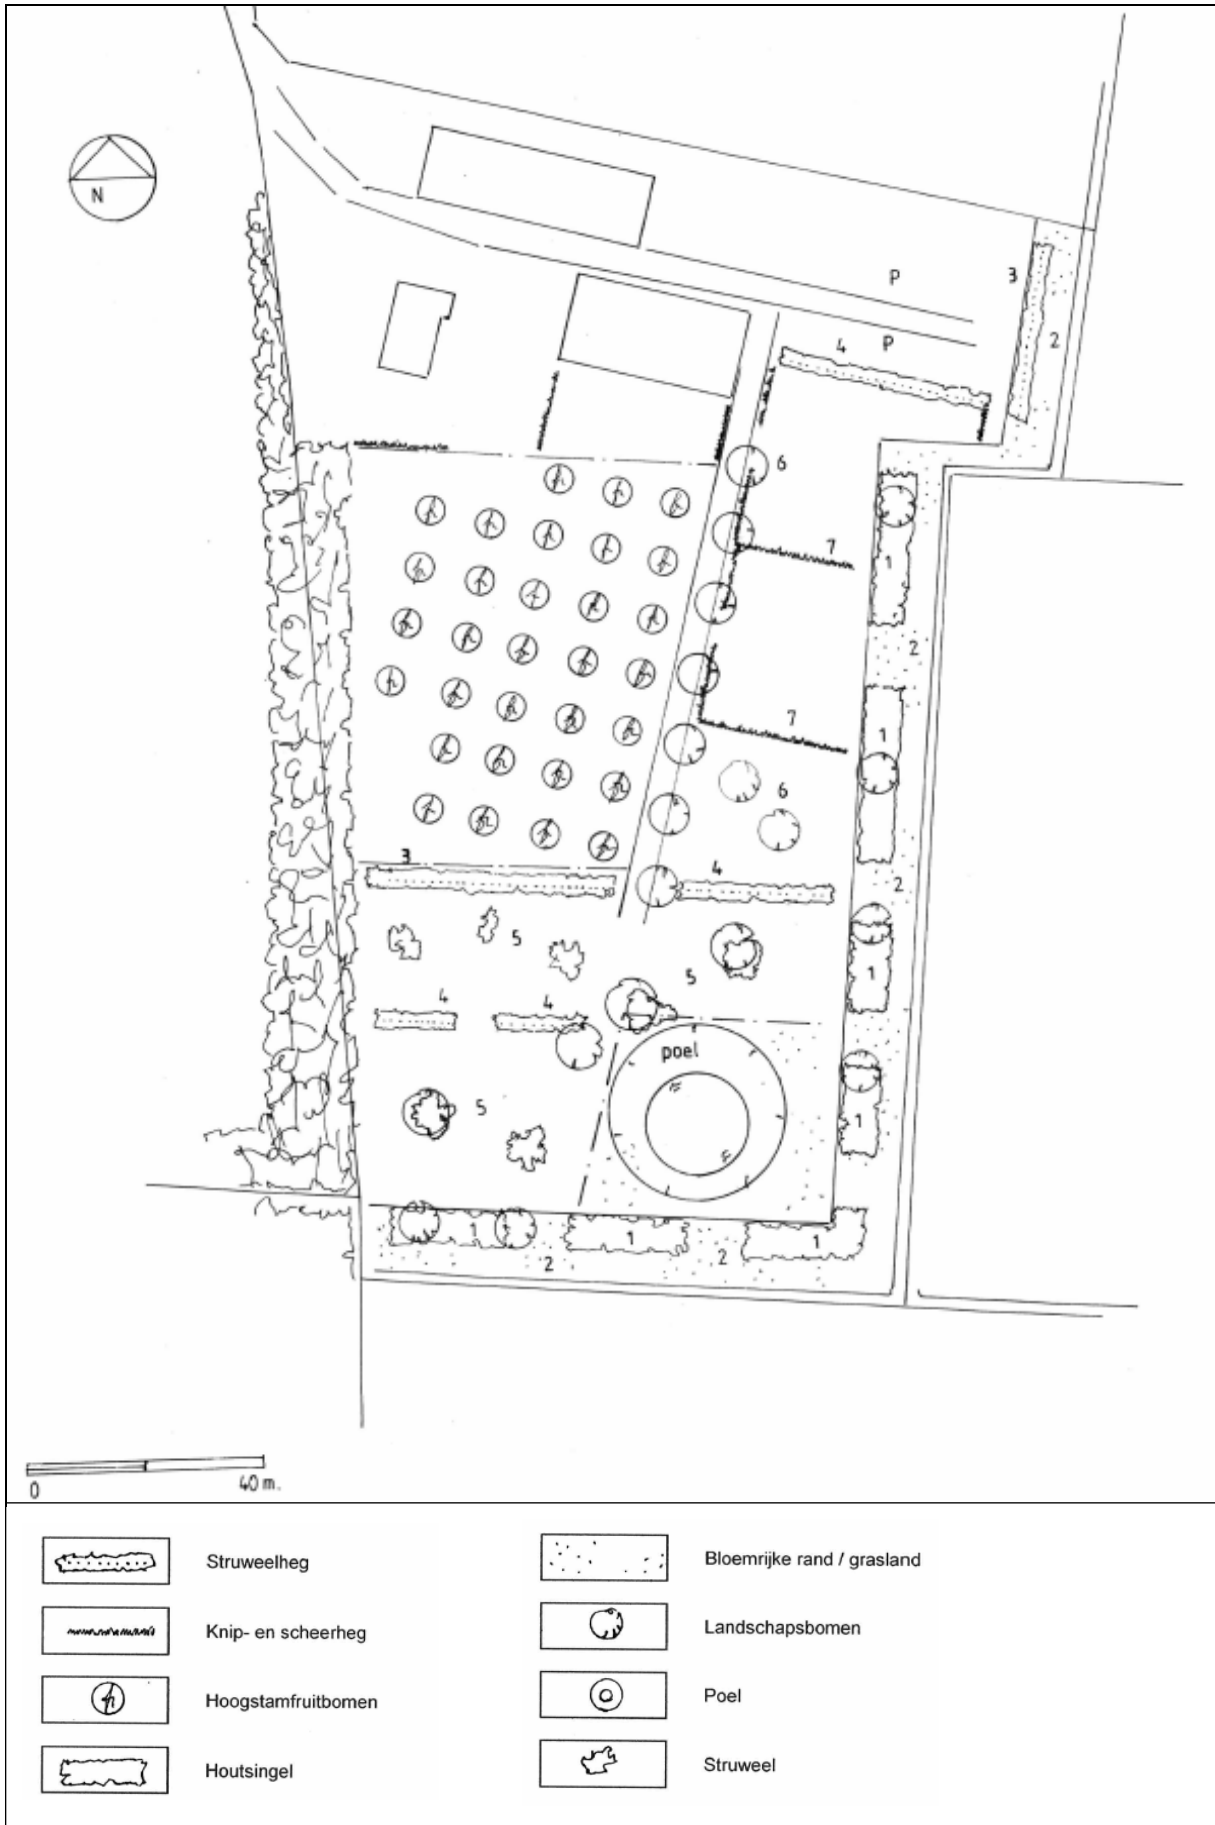 N
P
3
2
4
P
6
7
1
2
7
1
6
3
4
2
5
5
1
4
4
poel
5
1
1
1
1
2
2
0
40 m.
Struweelheg
Bloemrijke rand / grasland
Knip- en scheerheg
Landschapsbomen
Hoogstamfruitbomen
Poel
Houtsingel
Struweel